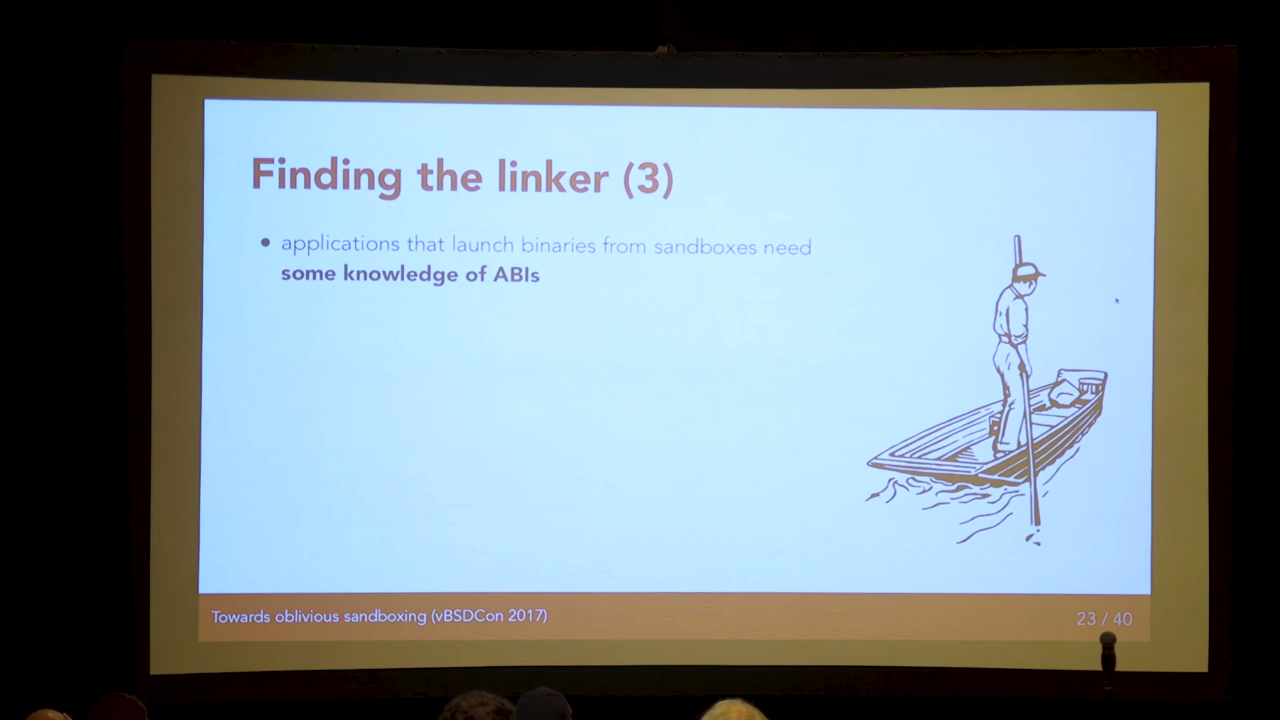 Finding the linker (3)
• applications that launch binaries from sandboxes need
some knowledge of ABIs
Towards oblivious sandboxing (vBSDCon 2017)
23 / 40